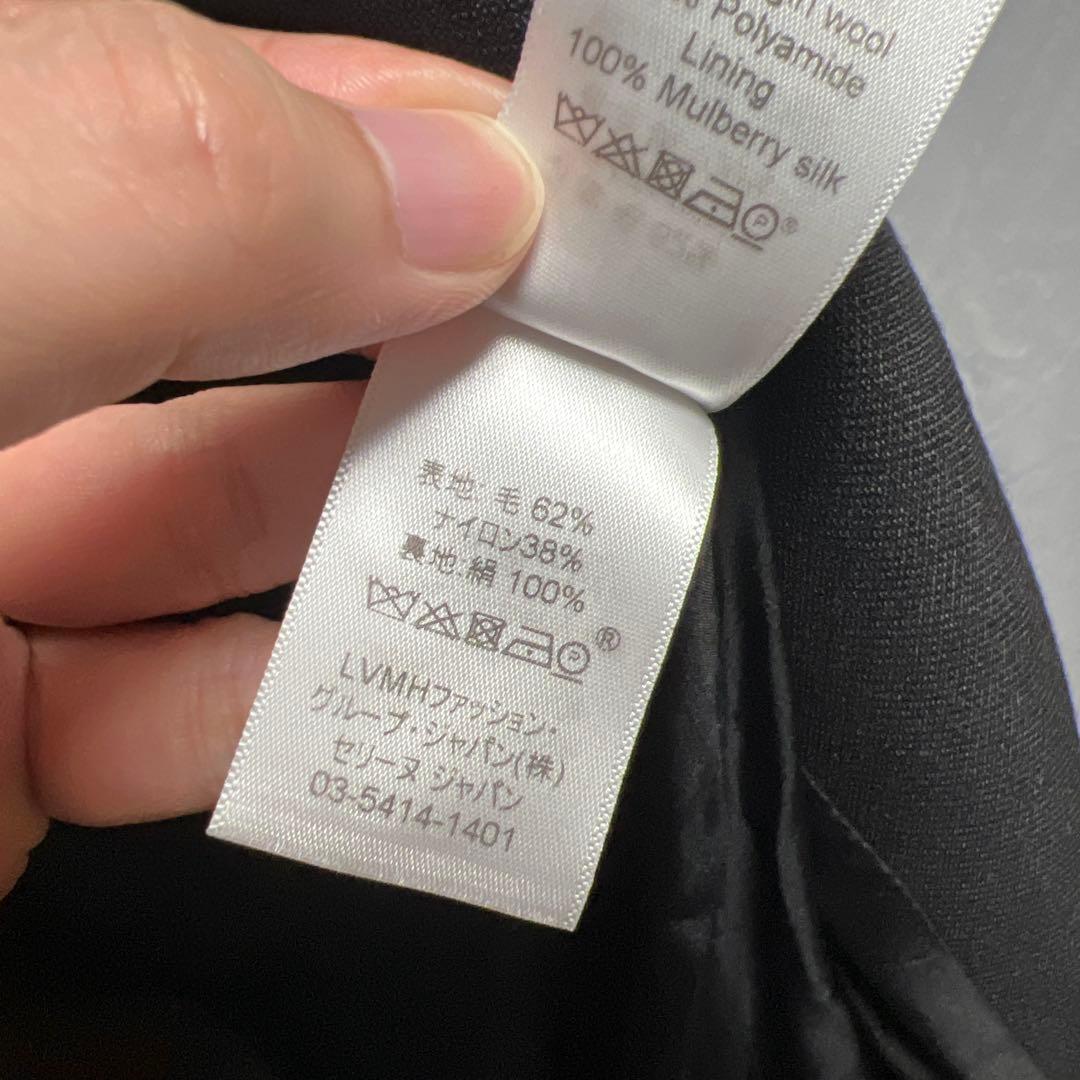 wool
Polyamide
Lining
100% Mulberry silk
P ®
表地: 毛 62%
ナイロン38%
裏地:絹 100%
P ®
LVMHファッション・
グループ・ジャパン(株)
セリーヌ ジャパン
03-5414-1401